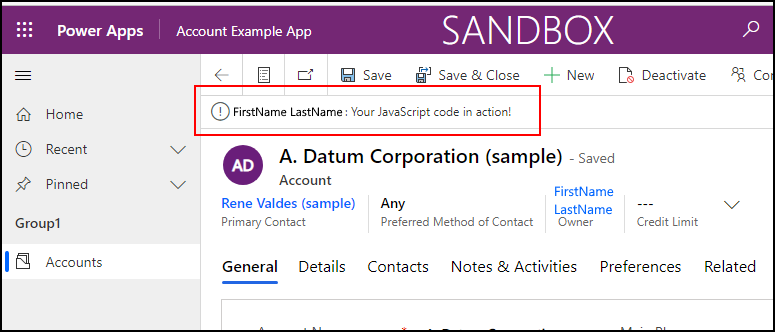 Power Apps Account Example App SANDBOX
Save Save & Close New Deactivate
FirstName LastName : Your JavaScript code in action!
Home
Recent
Pinned
Group1
Accounts
AD A. Datum Corporation (sample) - Saved
Account
Rene Valdes (sample) Any FirstName LastName ---
Primary Contact Preferred Method of Contact Owner Credit Limit
General Details Contacts Notes & Activities Preferences Related